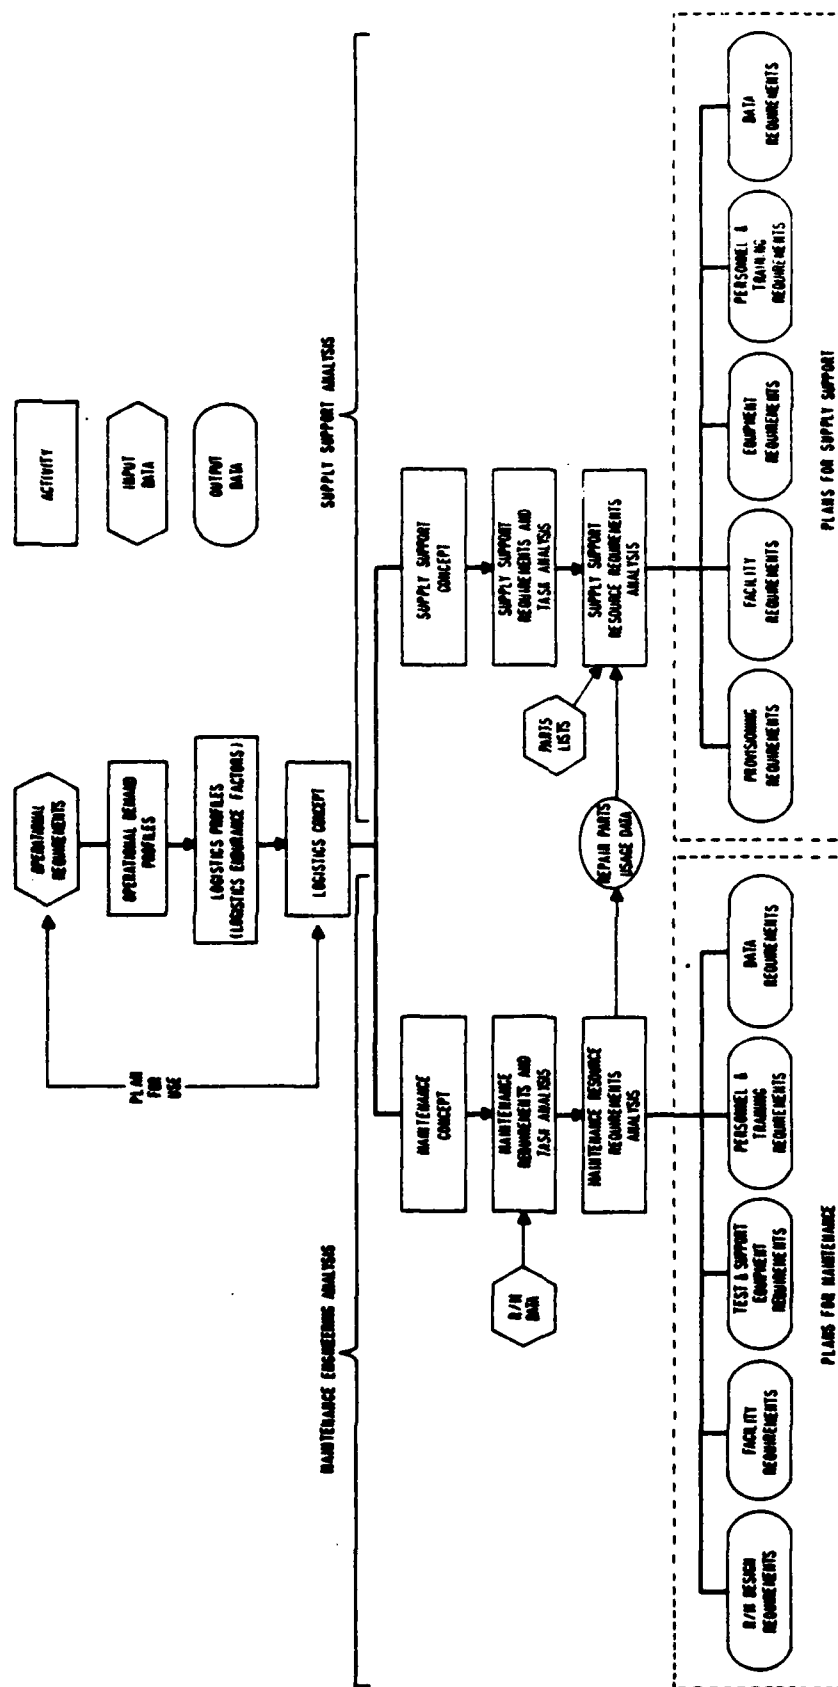 ACTIVITY
INPUT
DATA
OUTPUT
DATA
OPERATIONAL
REQUIREMENTS
OPERATIONAL DEMAND
PROFILES
LOGISTICS PROFILES
(LOGISTICS ENDURANCE FACTORS)
LOGISTICS CONCEPT
PLAN
FOR
USE
MAINTENANCE ENGINEERING ANALYSIS
SUPPLY SUPPORT ANALYSIS
MAINTENANCE
CONCEPT
SUPPLY SUPPORT
CONCEPT
R/M
DATA
MAINTENANCE
REQUIREMENTS AND
TASK ANALYSIS
SUPPLY SUPPORT
REQUIREMENTS AND
TASK ANALYSIS
PARTS
LISTS
MAINTENANCE RESOURCE
REQUIREMENTS
ANALYSIS
REPAIR PARTS
USAGE DATA
SUPPLY SUPPORT
RESOURCE REQUIREMENTS
ANALYSIS
R/M DESIGN
REQUIREMENTS
FACILITY
REQUIREMENTS
TEST & SUPPORT
EQUIPMENT
REQUIREMENTS
PERSONNEL &
TRAINING
REQUIREMENTS
DATA
REQUIREMENTS
PROVISIONING
REQUIREMENTS
FACILITY
REQUIREMENTS
EQUIPMENT
REQUIREMENTS
PERSONNEL &
TRAINING
REQUIREMENTS
DATA
REQUIREMENTS
PLANS FOR MAINTENANCE
PLANS FOR SUPPLY SUPPORT